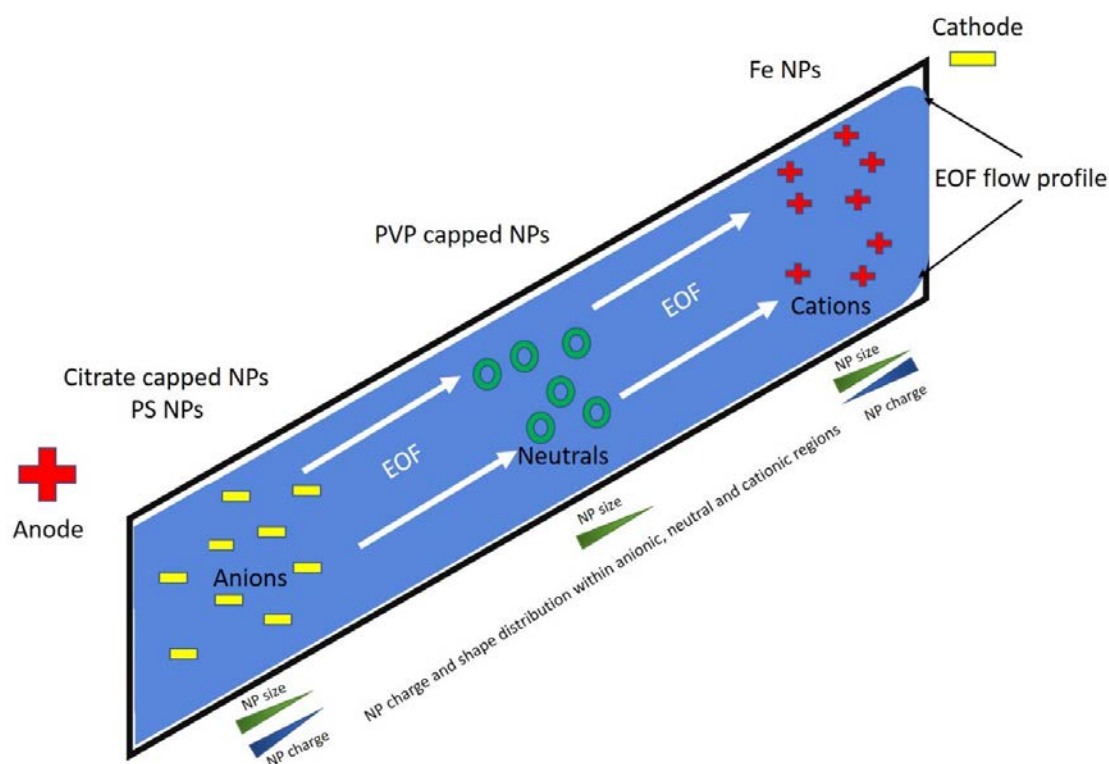 Cathode
Fe NPs
EOF flow profile
PVP capped NPs
EOF
Cations
Citrate capped NPs
PS NPs
EOF
Neutrals
Anode
Anions
NP size
NP charge
NP size
NP size
NP charge
NP charge and shape distribution within anionic, neutral and cationic regions